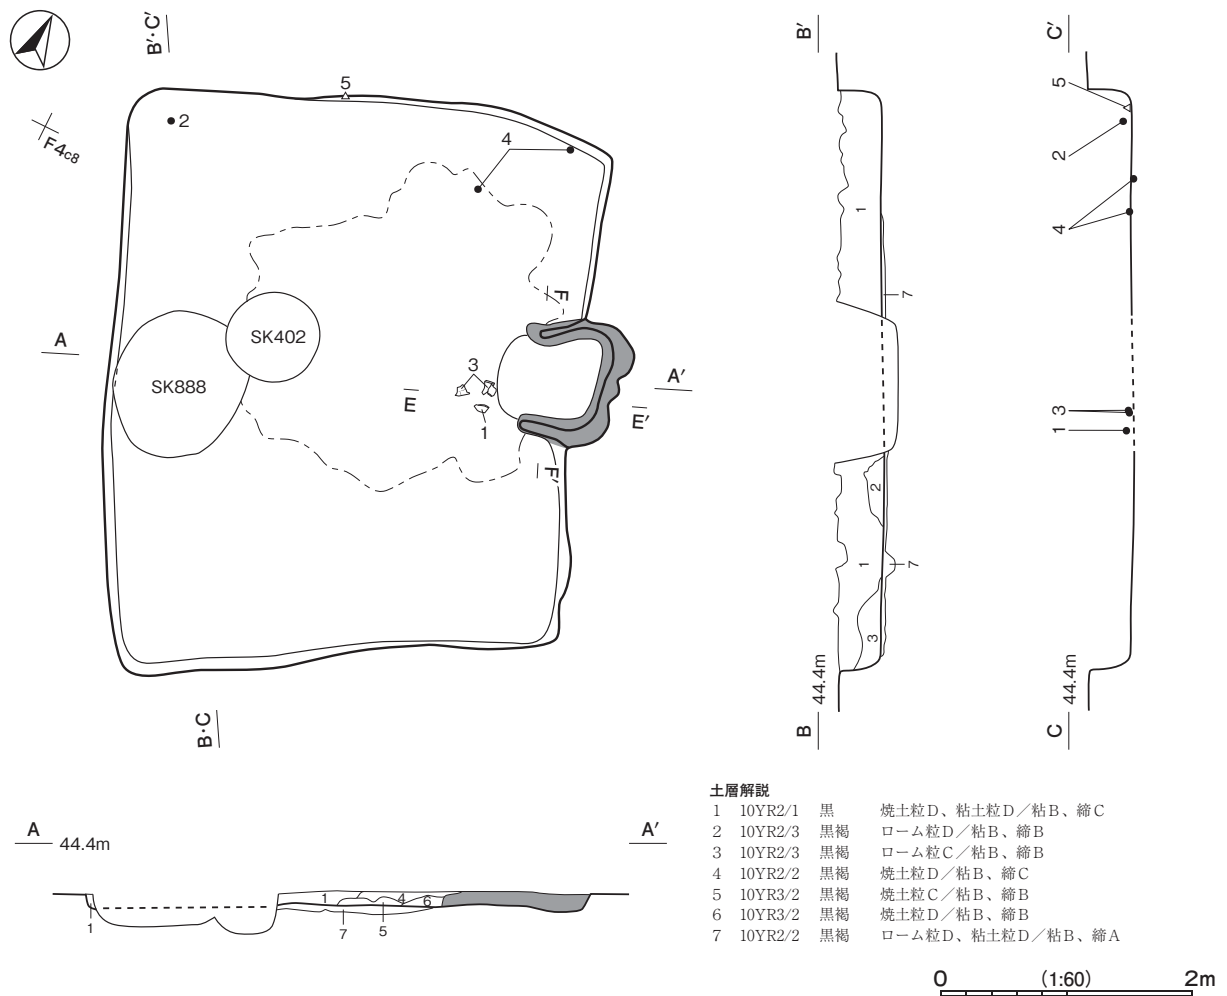 B′・C′
5
2
F4c8
4
F
A
SK402
SK888
3
E
A′
E′
1
F′
B・C
B′
1
7
2
1
7
3
44.4m
B
C′
5
2
4
3
1
44.4m
C
A 44.4m A′
1 4 6
1 7 5
土層解説
1 10YR2/1 黒 焼土粒D、粘土粒D／粘B、締C
2 10YR2/3 黒褐 ローム粒D／粘B、締B
3 10YR2/3 黒褐 ローム粒C／粘B、締B
4 10YR2/2 黒褐 焼土粒D／粘B、締C
5 10YR3/2 黒褐 焼土粒C／粘B、締B
6 10YR3/2 黒褐 焼土粒D／粘B、締B
7 10YR2/2 黒褐 ローム粒D、粘土粒D／粘B、締A
0 (1:60) 2m